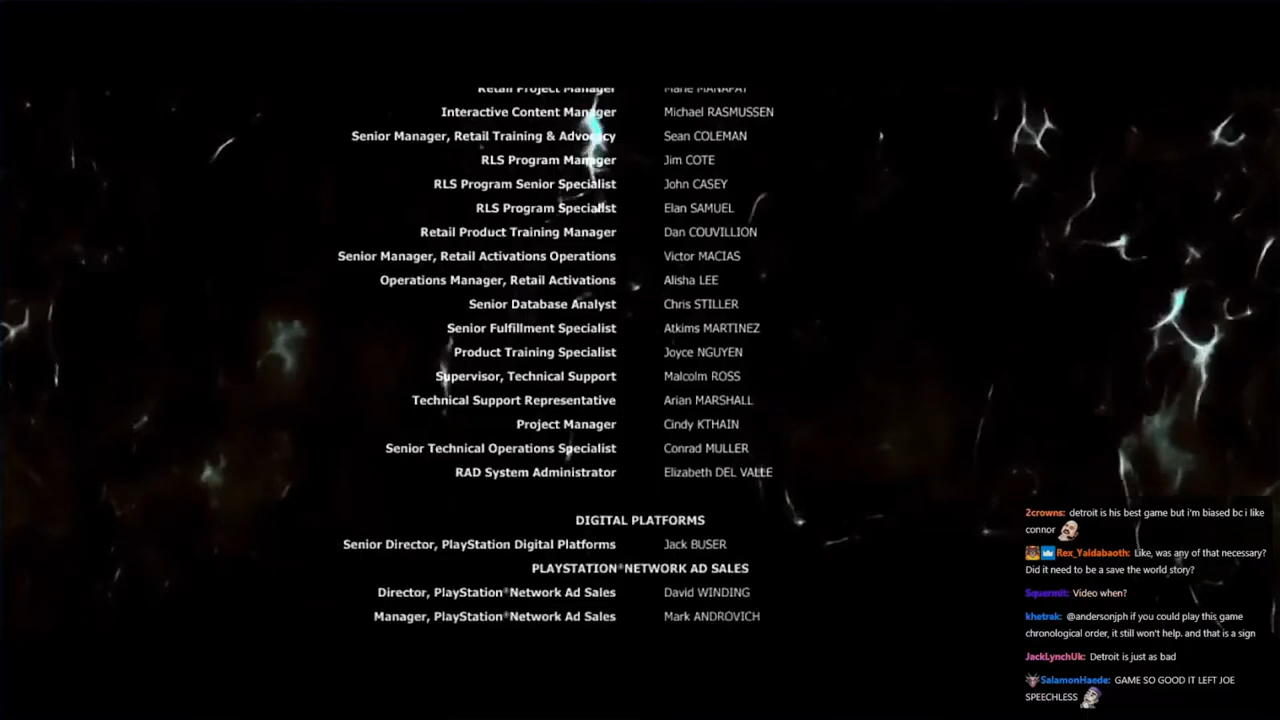 Retail Project Manager Marie MANAPAT
Interactive Content Manager Michael RASMUSSEN
Senior Manager, Retail Training & Advocacy Sean COLEMAN
RLS Program Manager Jim COTE
RLS Program Senior Specialist John CASEY
RLS Program Specialist Elan SAMUEL
Retail Product Training Manager Dan COUVILLION
Senior Manager, Retail Activations Operations Victor MACIAS
Operations Manager, Retail Activations Alisha LEE
Senior Database Analyst Chris STILLER
Senior Fulfillment Specialist Atkims MARTINEZ
Product Training Specialist Joyce NGUYEN
Supervisor, Technical Support Malcolm ROSS
Technical Support Representative Arian MARSHALL
Project Manager Cindy KTHAIN
Senior Technical Operations Specialist Conrad MULLER
RAD System Administrator Elizabeth DEL VALLE
DIGITAL PLATFORMS
Senior Director, PlayStation Digital Platforms Jack BUSER
PLAYSTATION®NETWORK AD SALES
Director, PlayStation®Network Ad Sales David WINDING
Manager, PlayStation®Network Ad Sales Mark ANDROVICH
2crowns: detroit is his best game but i'm biased bc i like
connor
Rex_Yaldabaoth: Like, was any of that necessary?
Did it need to be a save the world story?
Squermit: Video when?
khetrak: @andersonjph if you could play this game
chronological order, it still won't help. and that is a sign
JackLynchUk: Detroit is just as bad
SalamonHaede: GAME SO GOOD IT LEFT JOE
SPEECHLESS